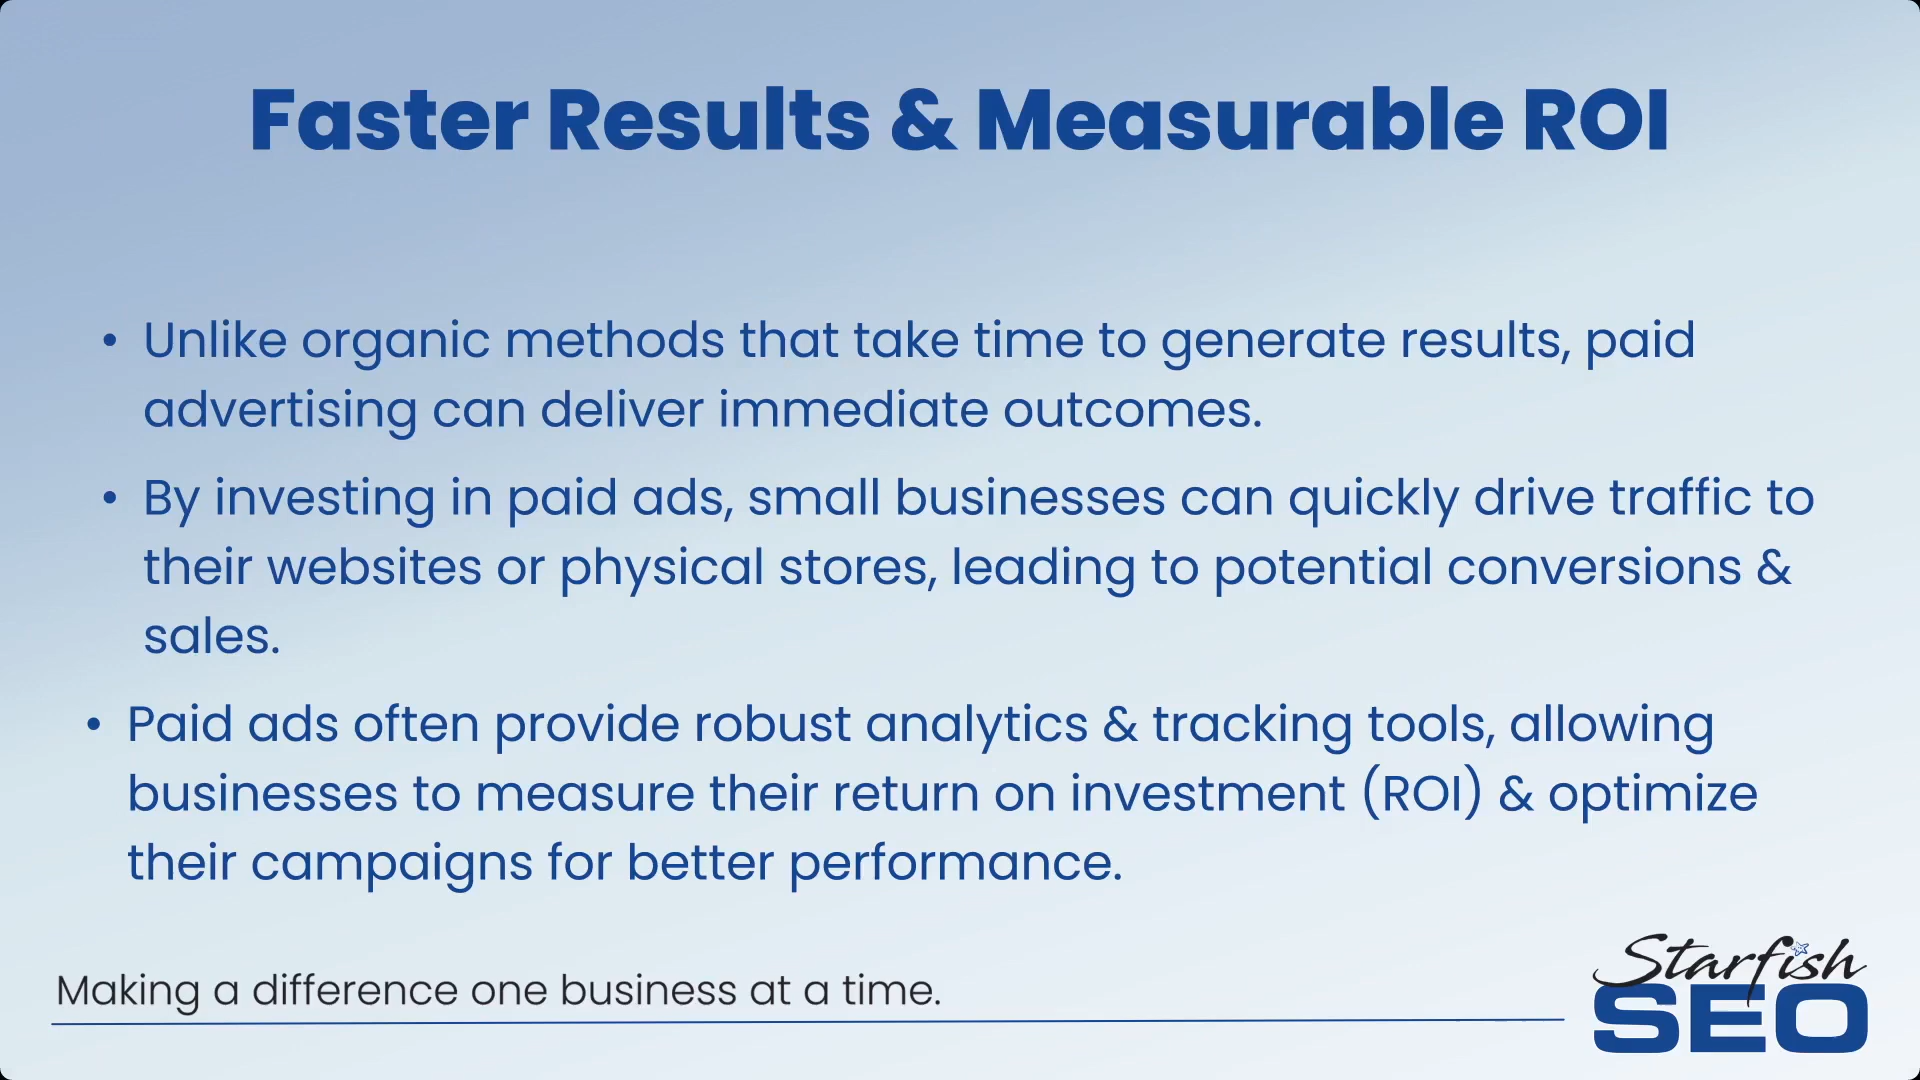 Faster Results & Measurable ROI
• Unlike organic methods that take time to generate results, paid
advertising can deliver immediate outcomes.
• By investing in paid ads, small businesses can quickly drive traffic to
their websites or physical stores, leading to potential conversions &
sales.
• Paid ads often provide robust analytics & tracking tools, allowing
businesses to measure their return on investment (ROI) & optimize
their campaigns for better performance.
Making a difference one business at a time.
Starfish
SEO